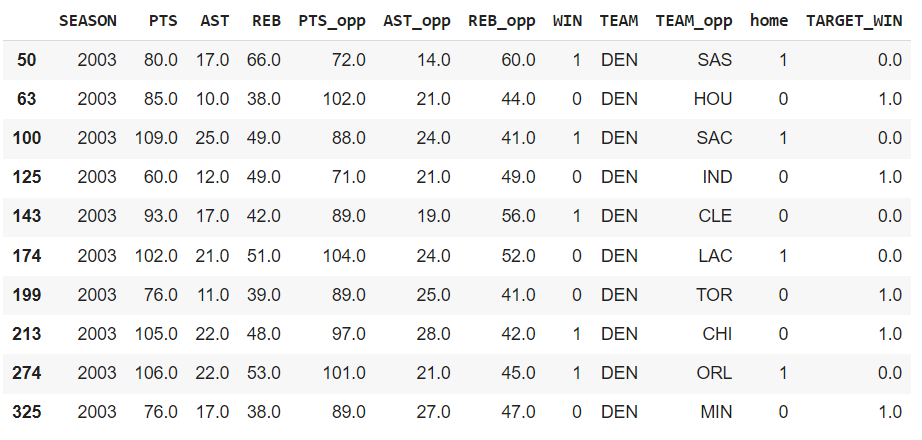 SEASON PTS AST REB PTS_opp AST_opp REB_opp WIN TEAM TEAM_opp home TARGET_WIN
50 2003 80.0 17.0 66.0 72.0 14.0 60.0 1 DEN SAS 1 0.0
63 2003 85.0 10.0 38.0 102.0 21.0 44.0 0 DEN HOU 0 1.0
100 2003 109.0 25.0 49.0 88.0 24.0 41.0 1 DEN SAC 1 0.0
125 2003 60.0 12.0 49.0 71.0 21.0 49.0 0 DEN IND 0 1.0
143 2003 93.0 17.0 42.0 89.0 19.0 56.0 1 DEN CLE 0 0.0
174 2003 102.0 21.0 51.0 104.0 24.0 52.0 0 DEN LAC 1 0.0
199 2003 76.0 11.0 39.0 89.0 25.0 41.0 0 DEN TOR 0 1.0
213 2003 105.0 22.0 48.0 97.0 28.0 42.0 1 DEN CHI 0 1.0
274 2003 106.0 22.0 53.0 101.0 21.0 45.0 1 DEN ORL 1 0.0
325 2003 76.0 17.0 38.0 89.0 27.0 47.0 0 DEN MIN 0 1.0